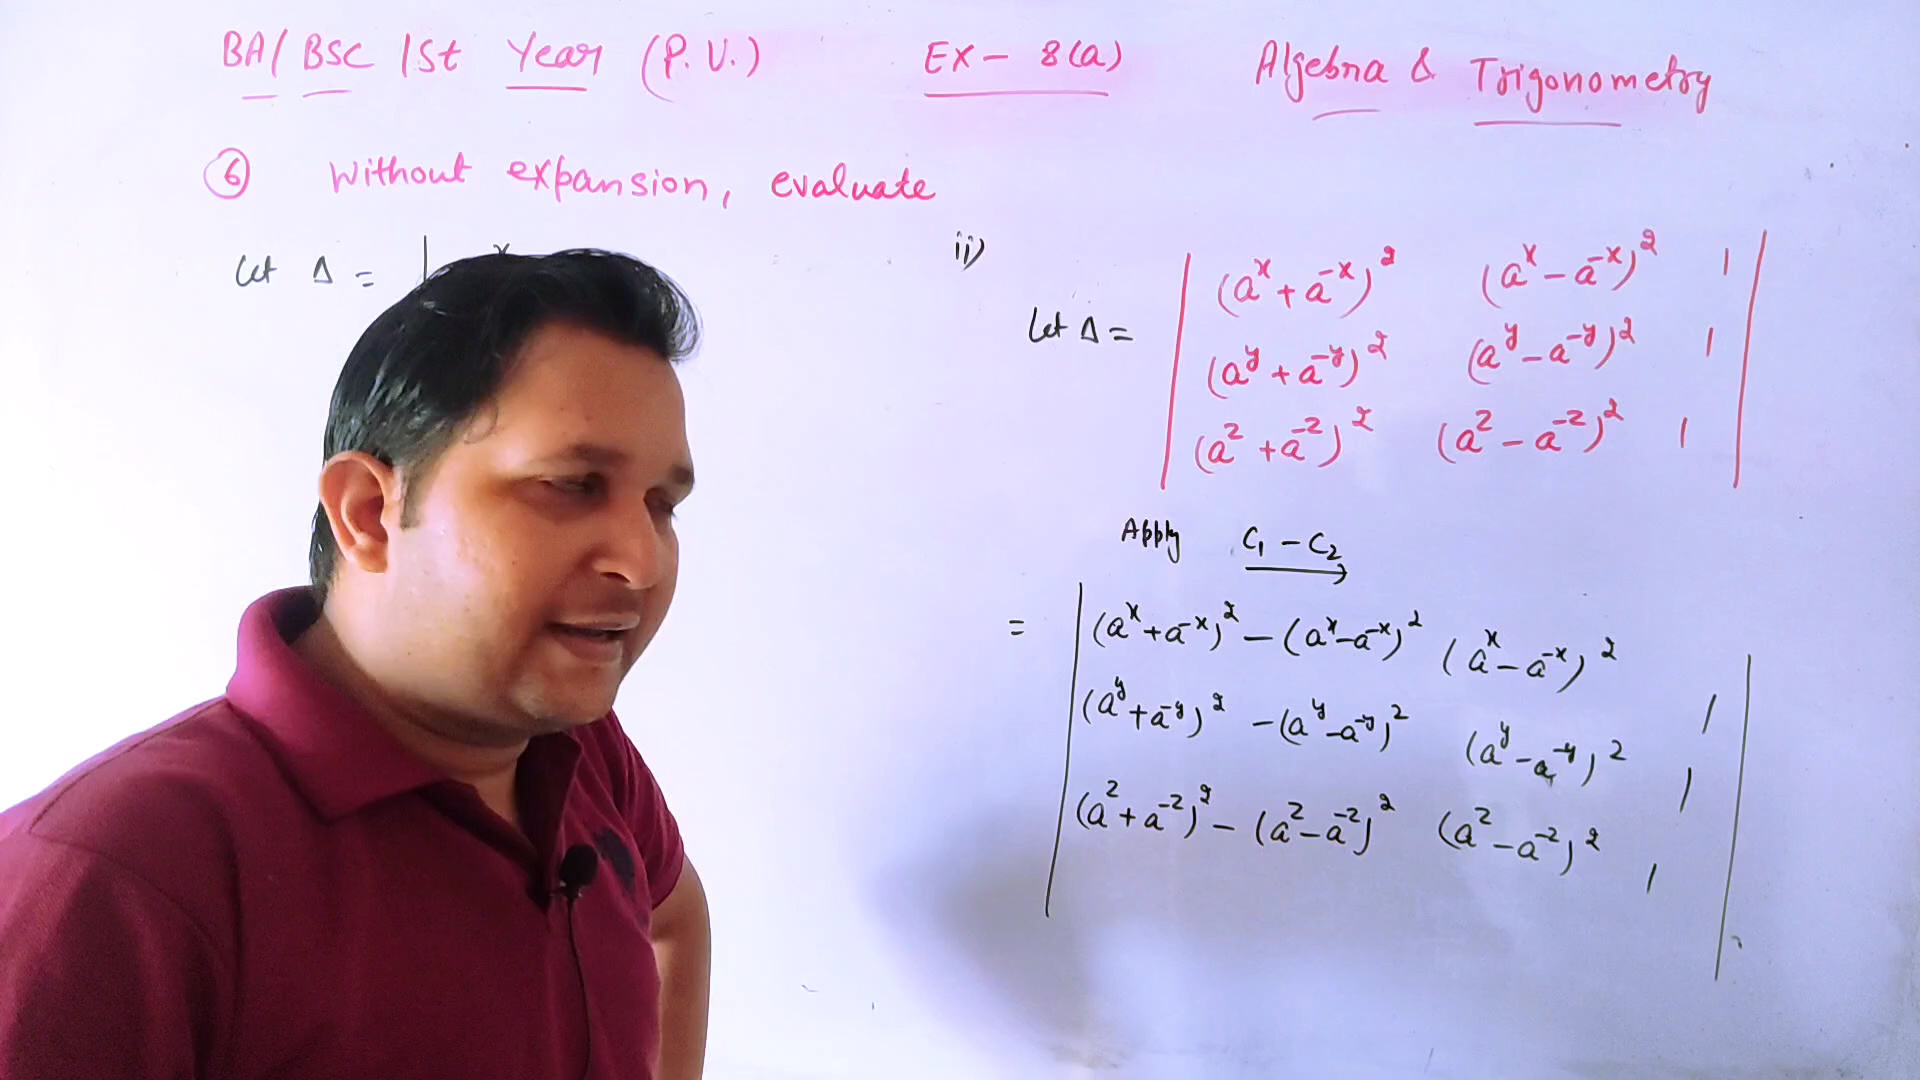 BA/ BSC 1St Year (P.U.) EX- 8(a) Algebra & Trigonometry
⑥ Without expansion, evaluate
Let Δ = |
ii)
Let Δ =
| (a^x + a^-x)^2 (a^x - a^-x)^2 1 |
| (a^y + a^-y)^2 (a^y - a^-y)^2 1 |
| (a^z + a^-z)^2 (a^z - a^-z)^2 1 |
Apply C₁ - C₂
=
| (a^x + a^-x)^2 - (a^x - a^-x)^2 (a^x - a^-x)^2 1 |
| (a^y + a^-y)^2 - (a^y - a^-y)^2 (a^y - a^-y)^2 1 |
| (a^z + a^-z)^2 - (a^z - a^-z)^2 (a^z - a^-z)^2 1 |